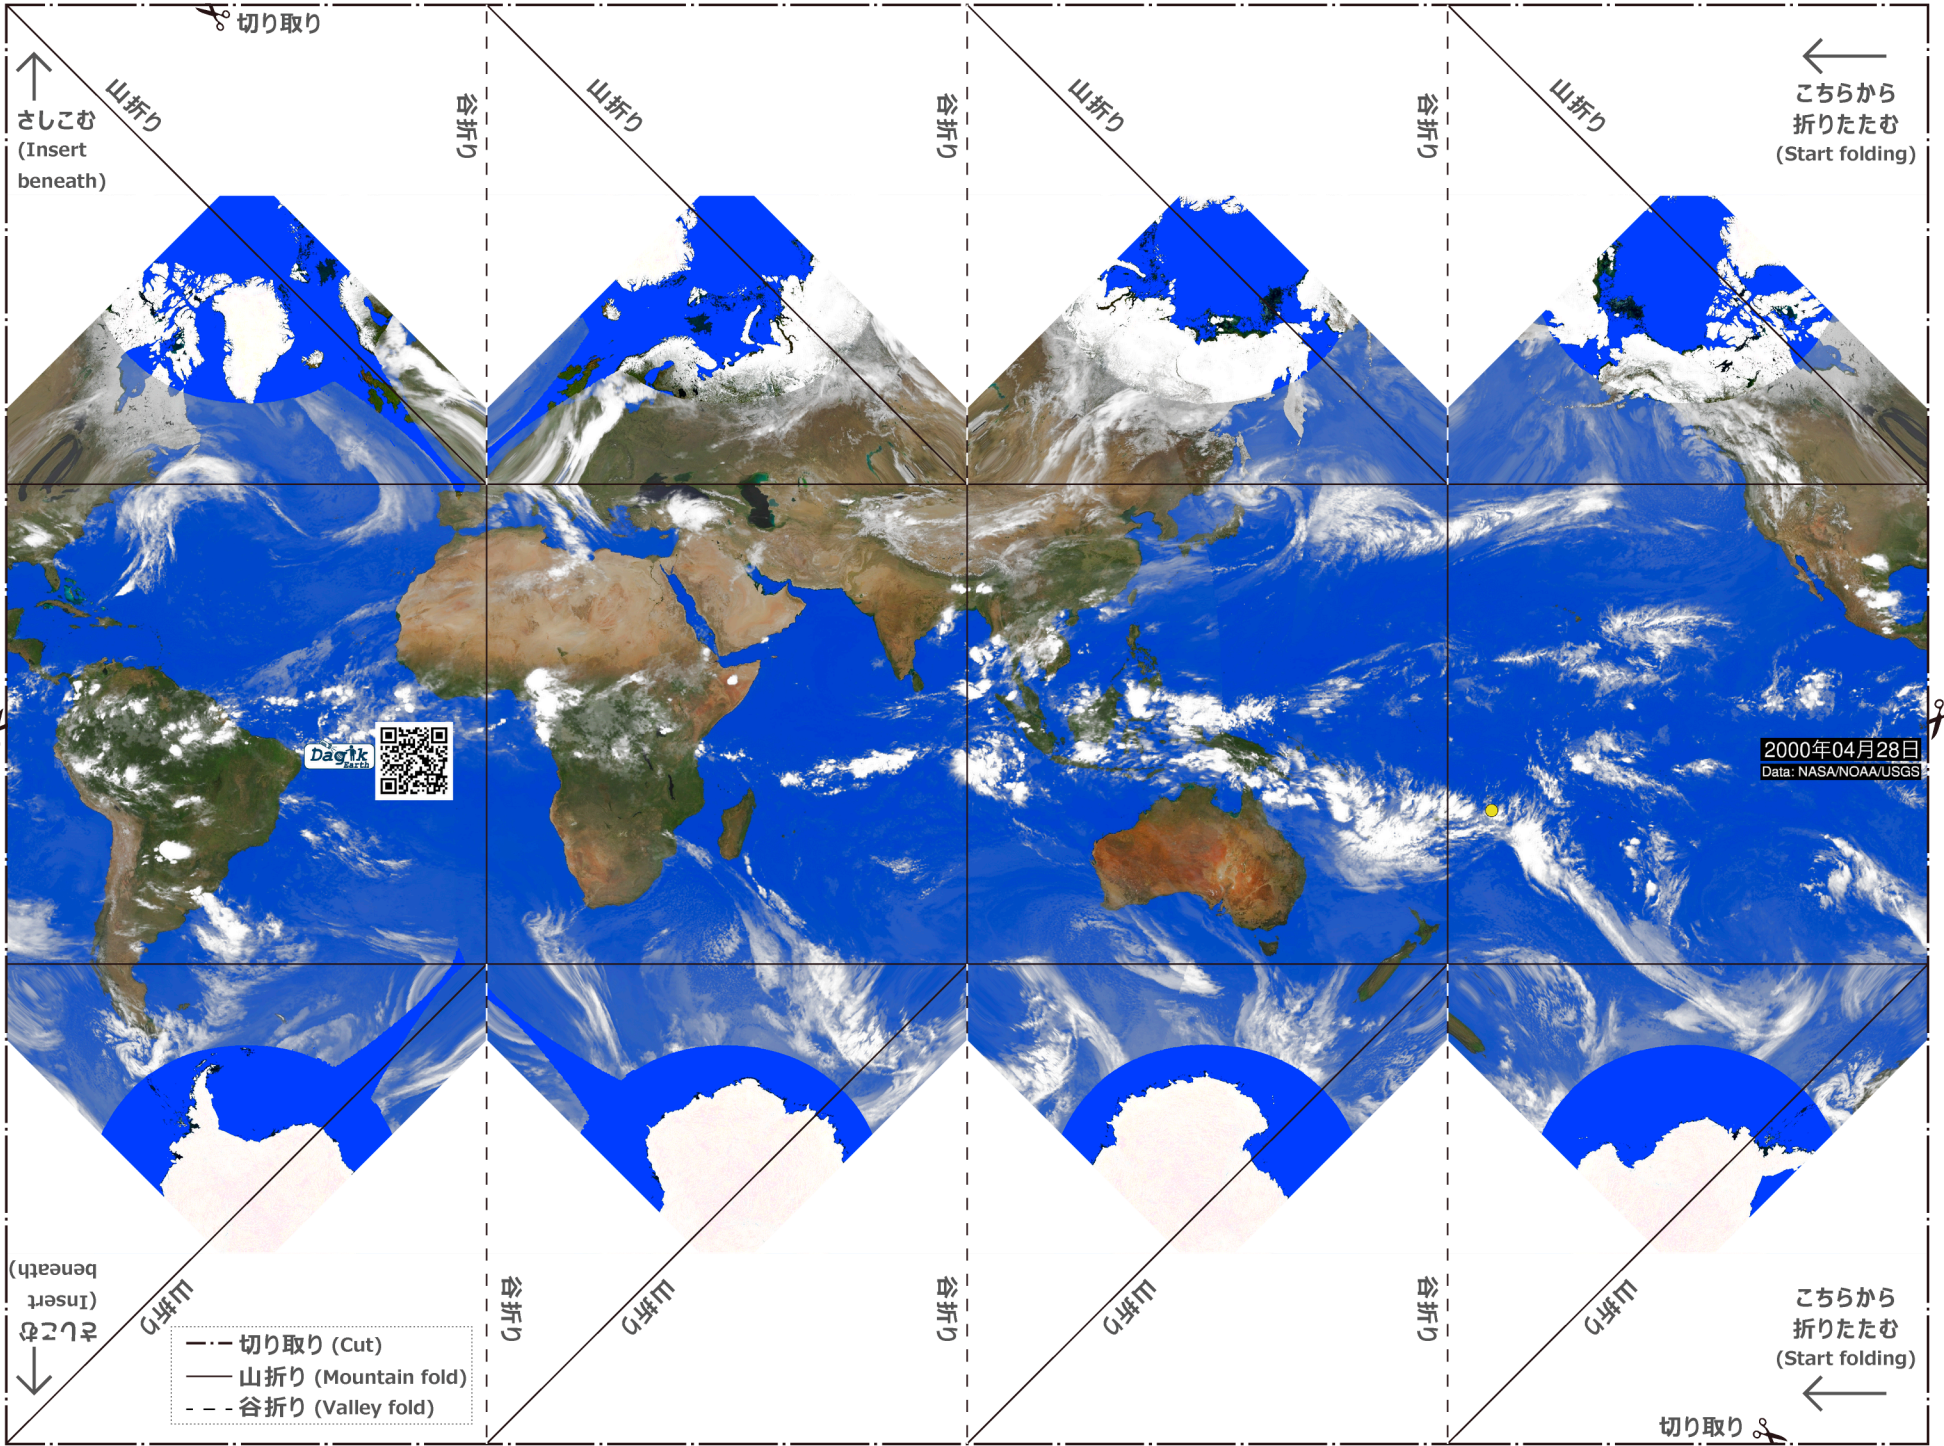 切り取り
山折り
谷折り
山折り
谷折り
山折り
谷折り
山折り
さしこむ
(Insert
beneath)
こちらから
折りたたむ
(Start folding)
Dagik
Earth
2000年04月28日
Data: NASA/NOAA/USGS
さしこむ
(Insert
beneath)
山折り
谷折り
山折り
谷折り
山折り
谷折り
山折り
こちらから
折りたたむ
(Start folding)
切り取り (Cut)
山折り (Mountain fold)
谷折り (Valley fold)
切り取り